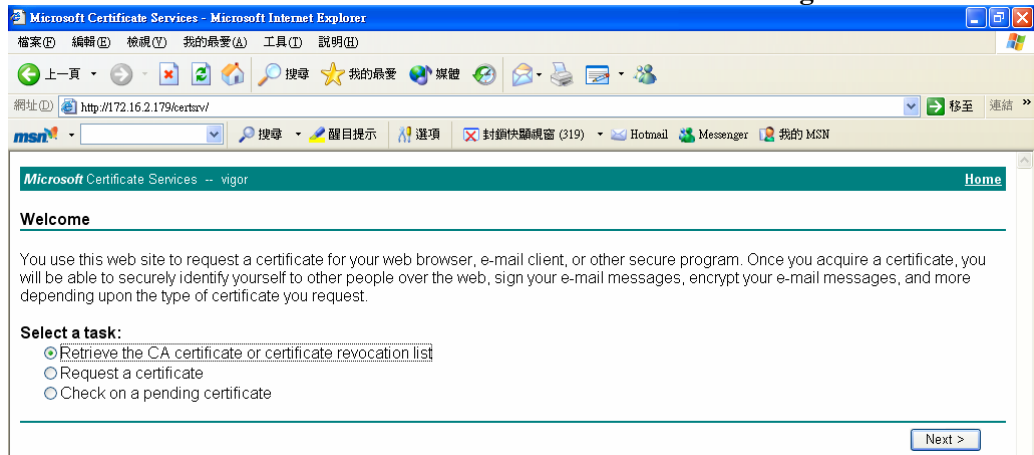 Microsoft Certificate Services - Microsoft Internet Explorer
檔案(F) 編輯(E) 檢視(V) 我的最愛(A) 工具(T) 說明(H)
上一頁 搜尋 我的最愛 媒體
網址(D) http://172.16.2.179/certsrv/ 移至 連結 »
msn 搜尋 醒目提示 選項 封鎖快顯視窗 (319) Hotmail Messenger 我的 MSN
Microsoft Certificate Services -- vigor Home
Welcome
You use this web site to request a certificate for your web browser, e-mail client, or other secure program. Once you acquire a certificate, you
will be able to securely identify yourself to other people over the web, sign your e-mail messages, encrypt your e-mail messages, and more
depending upon the type of certificate you request.
Select a task:
Retrieve the CA certificate or certificate revocation list
Request a certificate
Check on a pending certificate
Next >